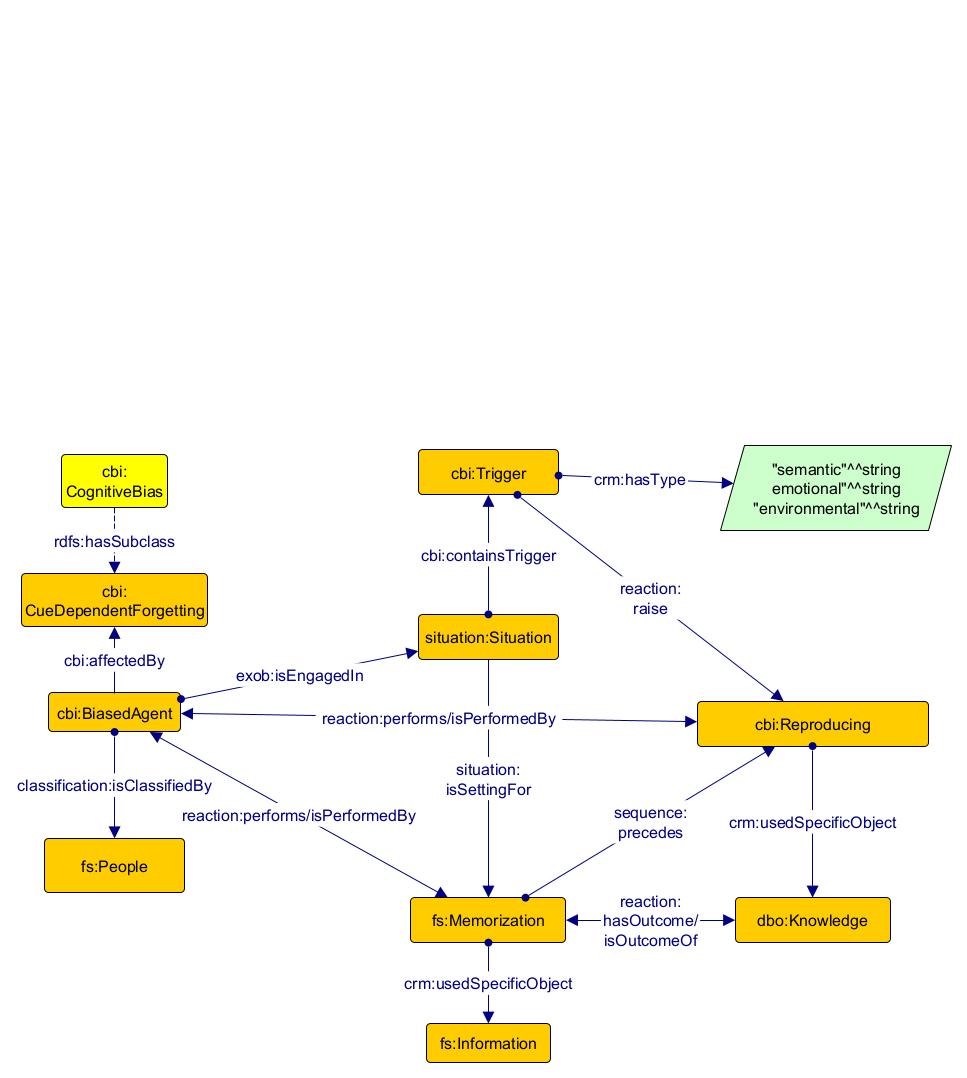 cbi:
CognitiveBias
cbi:Trigger
crm:hasType
"semantic"^^string
emotional"^^string
"environmental"^^string
rdfs:hasSubclass
cbi:containsTrigger
cbi:
CueDependentForgetting
reaction:
raise
cbi:affectedBy
situation:Situation
exob:isEngagedIn
cbi:BiasedAgent
reaction:performs/isPerformedBy
cbi:Reproducing
classification:isClassifiedBy
situation:
isSettingFor
reaction:performs/isPerformedBy
sequence:
precedes
crm:usedSpecificObject
fs:People
fs:Memorization
reaction:
hasOutcome/
isOutcomeOf
dbo:Knowledge
crm:usedSpecificObject
fs:Information